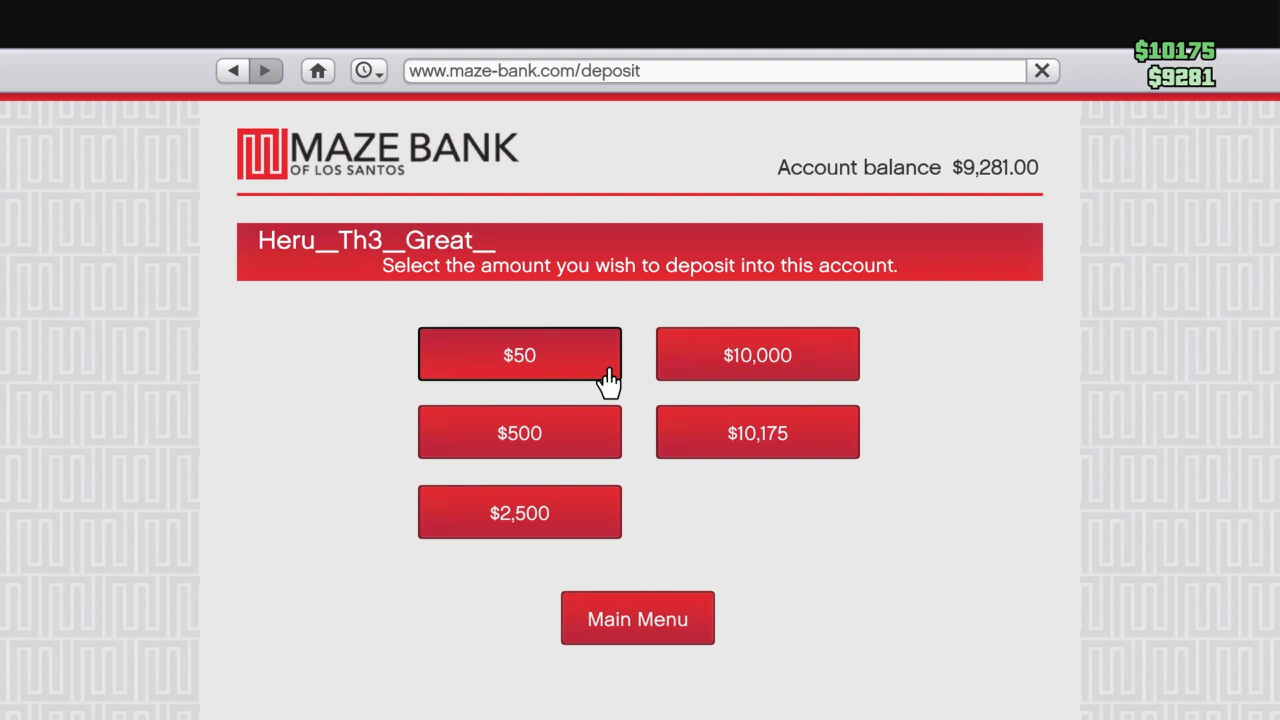 $10175
www.maze-bank.com/deposit
$9281
MAZE BANK
OF LOS SANTOS
Account balance $9,281.00
Heru__Th3__Great__
Select the amount you wish to deposit into this account.
$50
$10,000
$500
$10,175
$2,500
Main Menu